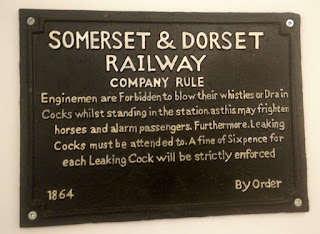 SOMERSET & DORSET
RAILWAY
COMPANY RULE
Enginemen are Forbidden to blow their whistles or Drain
Cocks whilst standing in the station, as this may frighten
horses and alarm passengers. Furthermore, Leaking
Cocks must be attended to. A fine of Sixpence for
each Leaking Cock will be strictly enforced
1864 By Order